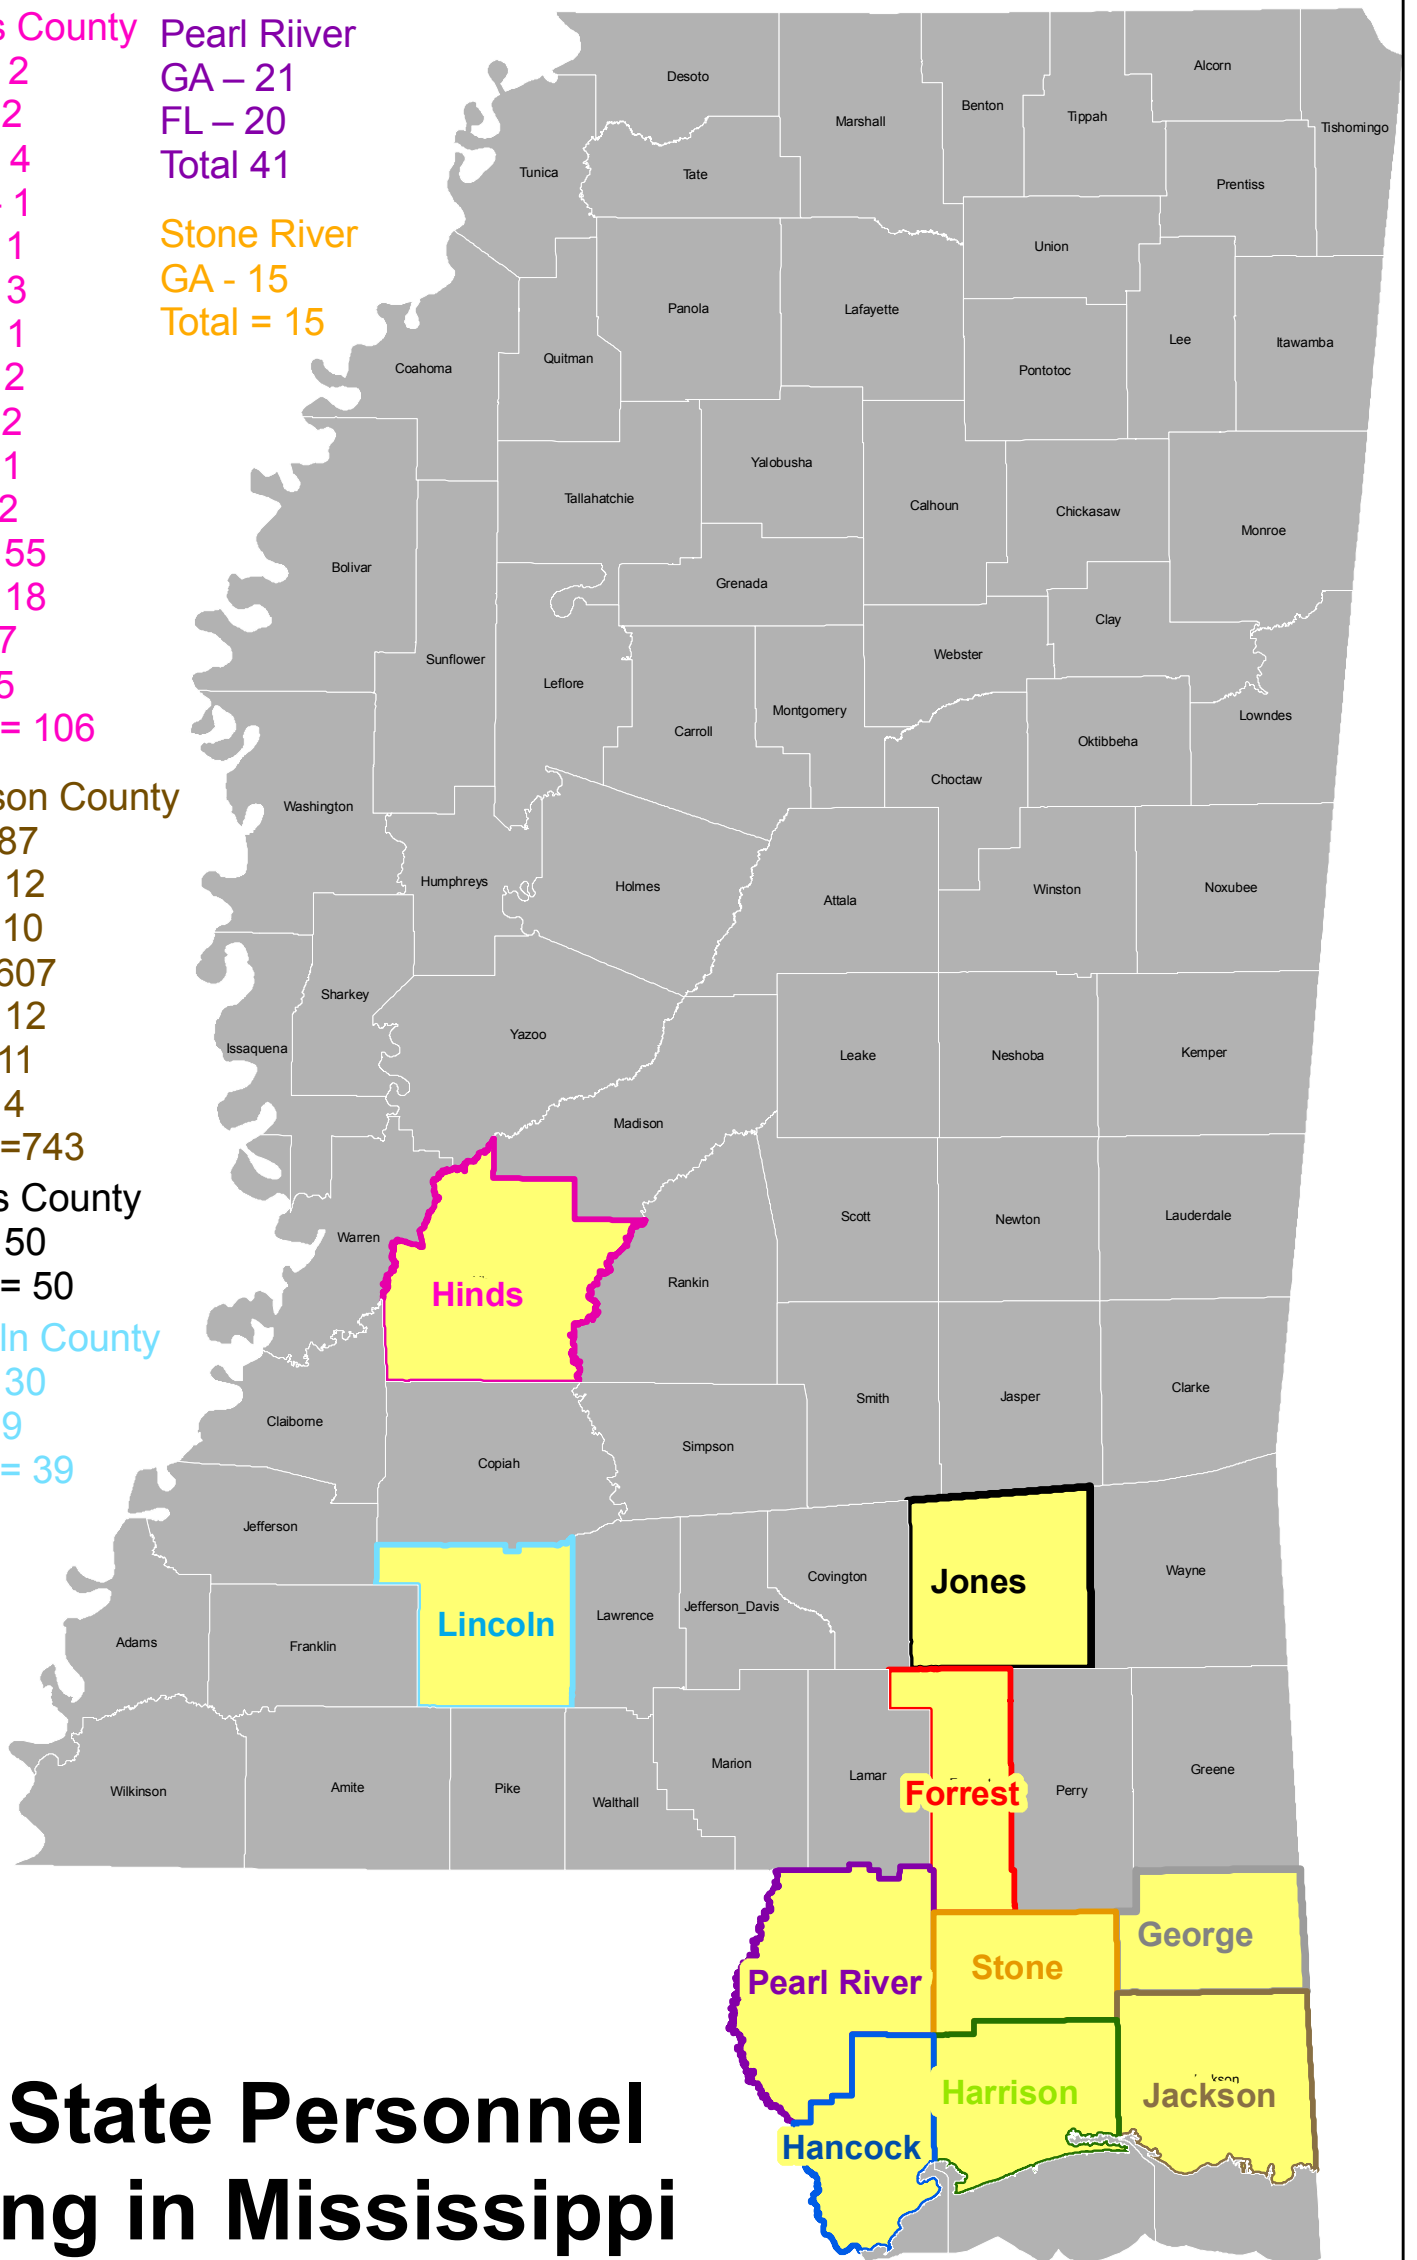 s County
2
2
4
- 1
1
3
1
2
2
1
2
55
18
7
5
= 106
son County
87
12
10
607
12
11
4
=743
s County
50
= 50
ln County
30
9
= 39
Pearl Riiver
GA – 21
FL – 20
Total 41
Stone River
GA - 15
Total = 15
Desoto
Marshall
Benton
Tippah
Alcorn
Tishomingo
Tunica
Tate
Prentiss
Union
Panola
Lafayette
Lee
Itawamba
Coahoma
Quitman
Pontotoc
Yalobusha
Tallahatchie
Calhoun
Chickasaw
Monroe
Bolivar
Grenada
Clay
Sunflower
Leflore
Webster
Montgomery
Lowndes
Carroll
Oktibbeha
Choctaw
Washington
Humphreys
Holmes
Attala
Winston
Noxubee
Sharkey
Yazoo
Issaquena
Leake
Neshoba
Kemper
Madison
Warren
Scott
Newton
Lauderdale
Hinds
Rankin
Smith
Jasper
Clarke
Claiborne
Copiah
Simpson
Jefferson
Jones
Wayne
Covington
Lincoln
Lawrence
Jefferson_Davis
Adams
Franklin
Wilkinson
Amite
Pike
Walthall
Marion
Lamar
Forrest
Perry
Greene
George
Stone
Pearl River
Harrison
Jackson
Hancock
State Personnel
ng in Mississippi